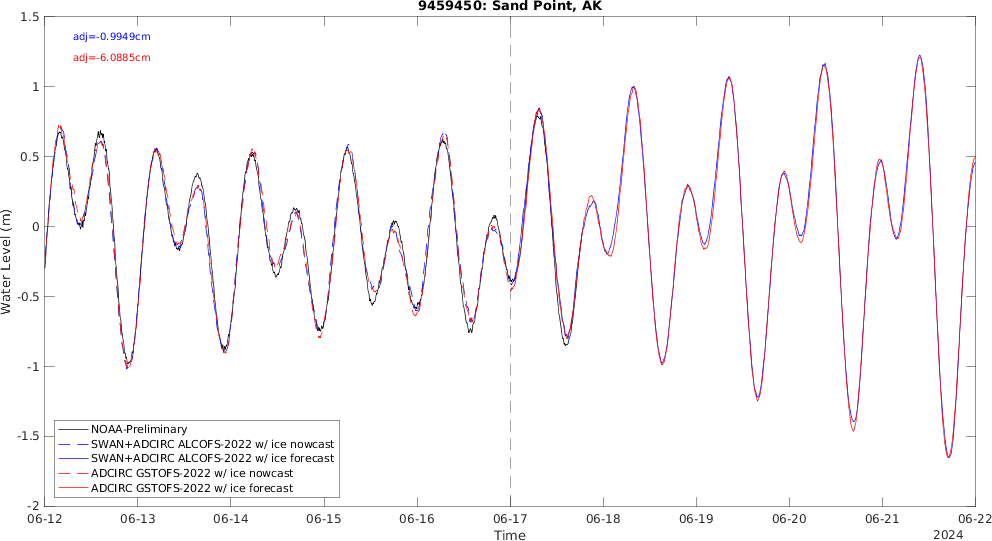 9459450: Sand Point, AK
adj=-0.9949cm
adj=-6.0885cm
Water Level (m)
1.5
1
0.5
0
-0.5
-1
-1.5
-2
NOAA-Preliminary
SWAN+ADCIRC ALCOFS-2022 w/ ice nowcast
SWAN+ADCIRC ALCOFS-2022 w/ ice forecast
ADCIRC GSTOFS-2022 w/ ice nowcast
ADCIRC GSTOFS-2022 w/ ice forecast
06-12 06-13 06-14 06-15 06-16 06-17 06-18 06-19 06-20 06-21 06-22
Time
2024